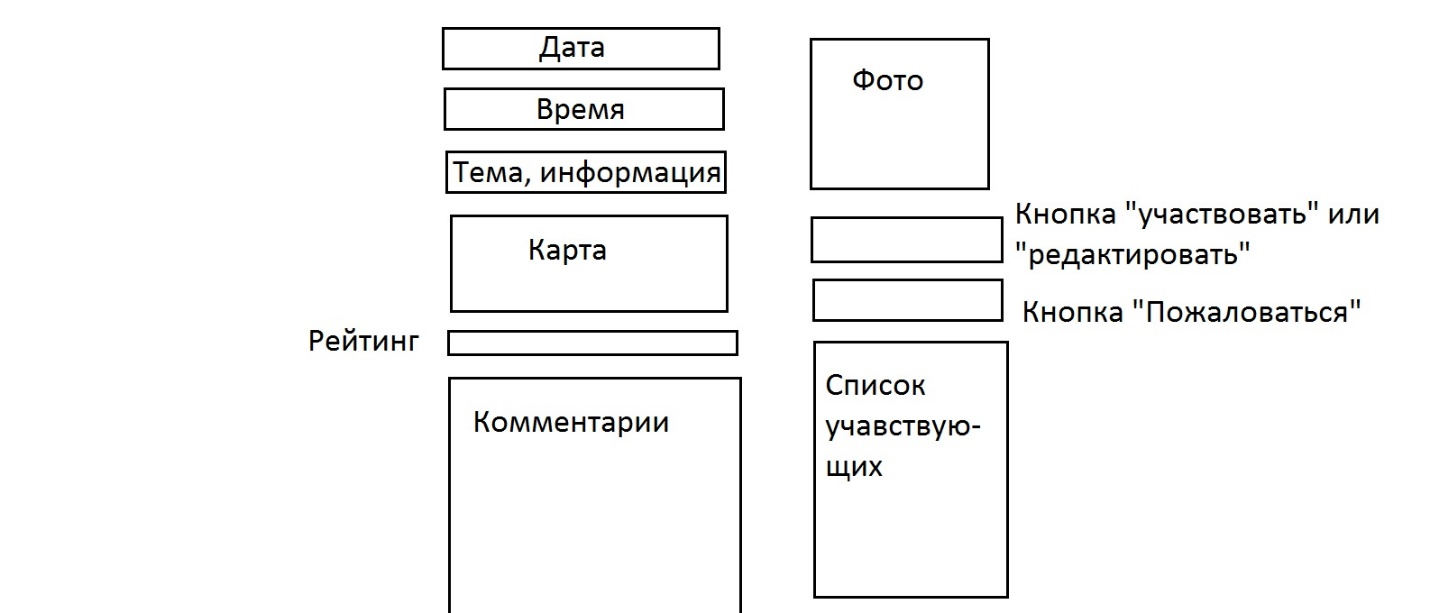 Дата
Время
Тема, информация
Карта
Рейтинг
Комментарии
Фото
Кнопка "участвовать" или
"редактировать"
Кнопка "Пожаловаться"
Список
учавствую-
щих